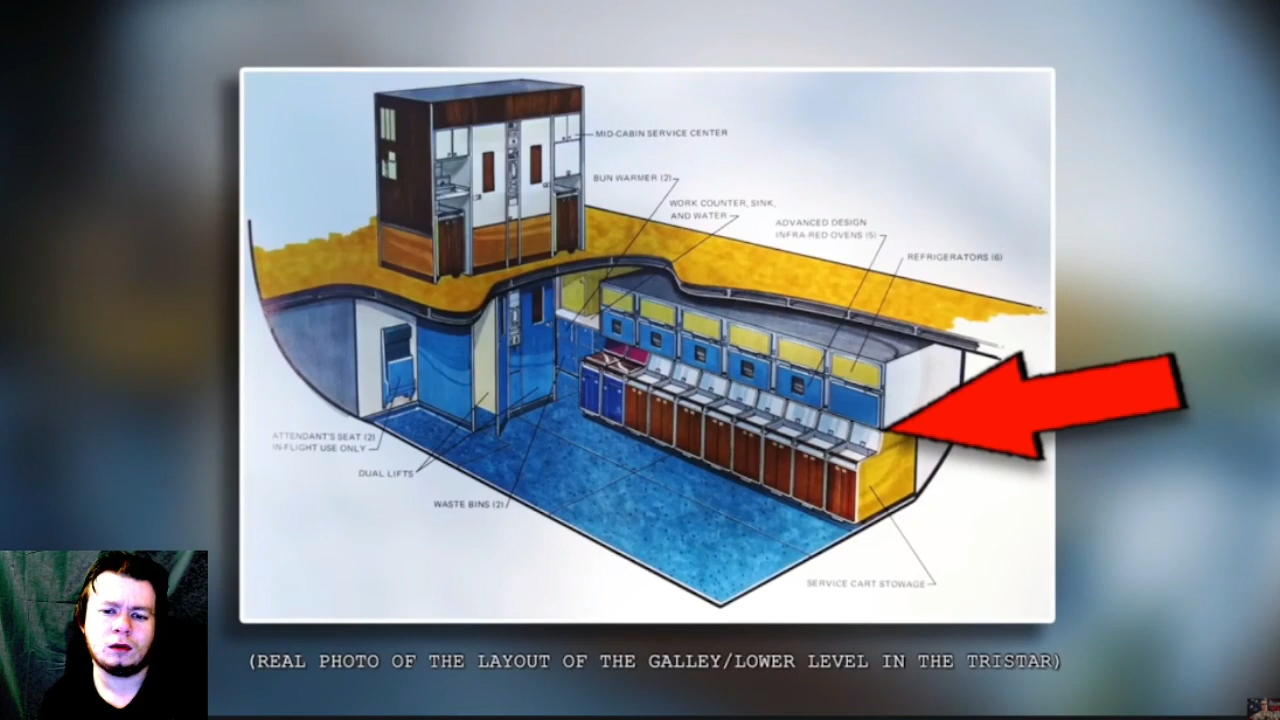 MID-CABIN SERVICE CENTER
BUN WARMER (2)
WORK COUNTER, SINK,
AND WATER
ADVANCED DESIGN
INFRA-RED OVENS (5)
REFRIGERATORS (6)
ATTENDANT'S SEAT (2)
IN-FLIGHT USE ONLY
DUAL LIFTS
WASTE BINS (2)
SERVICE CART STOWAGE
(REAL PHOTO OF THE LAYOUT OF THE GALLEY/LOWER LEVEL IN THE TRISTAR)